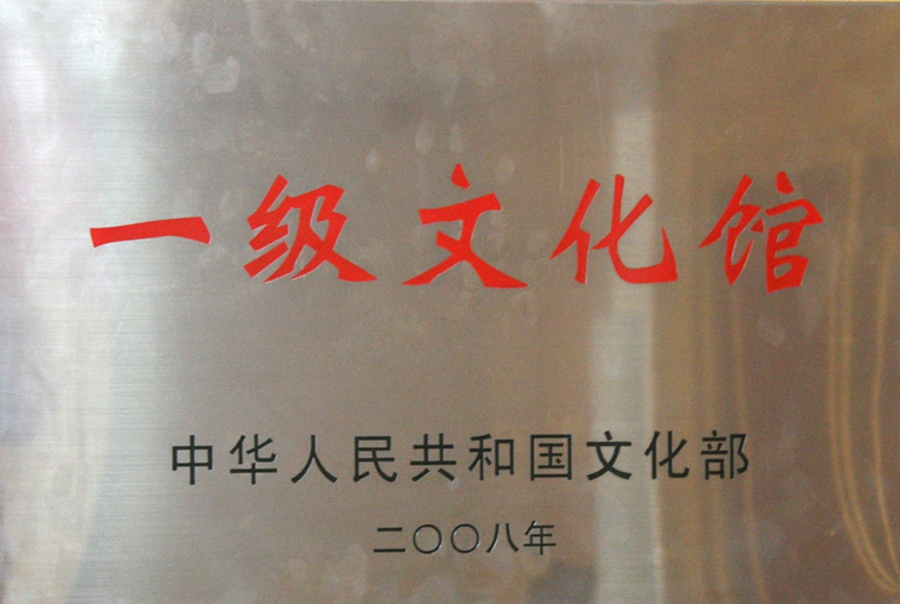 一级文化馆
中华人民共和国文化部
二〇〇八年